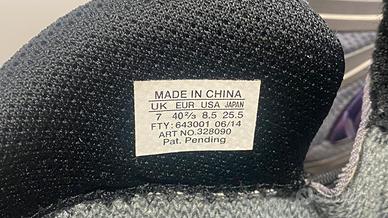 MADE IN CHINA
UK EUR USA JAPAN
7 40⅔ 8.5 25.5
FTY: 643001 06/14
ART NO. 328090
Pat. Pending